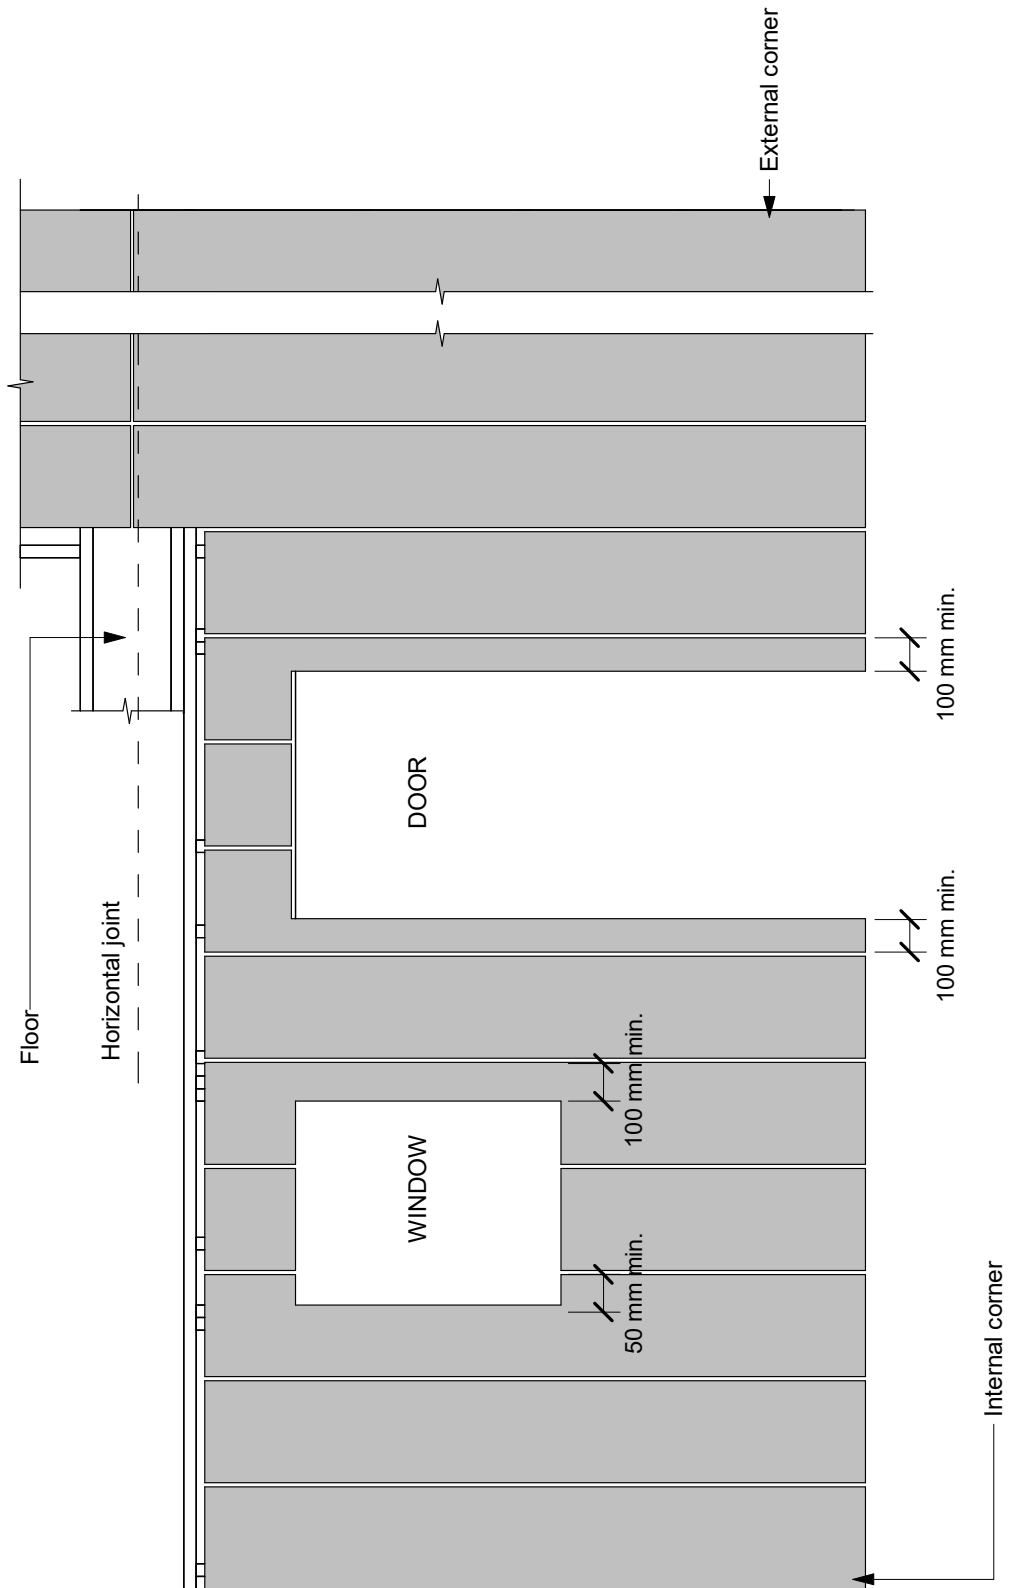 Floor
Horizontal joint
External corner
DOOR
WINDOW
100 mm min.
50 mm min.
100 mm min.
100 mm min.
Internal corner